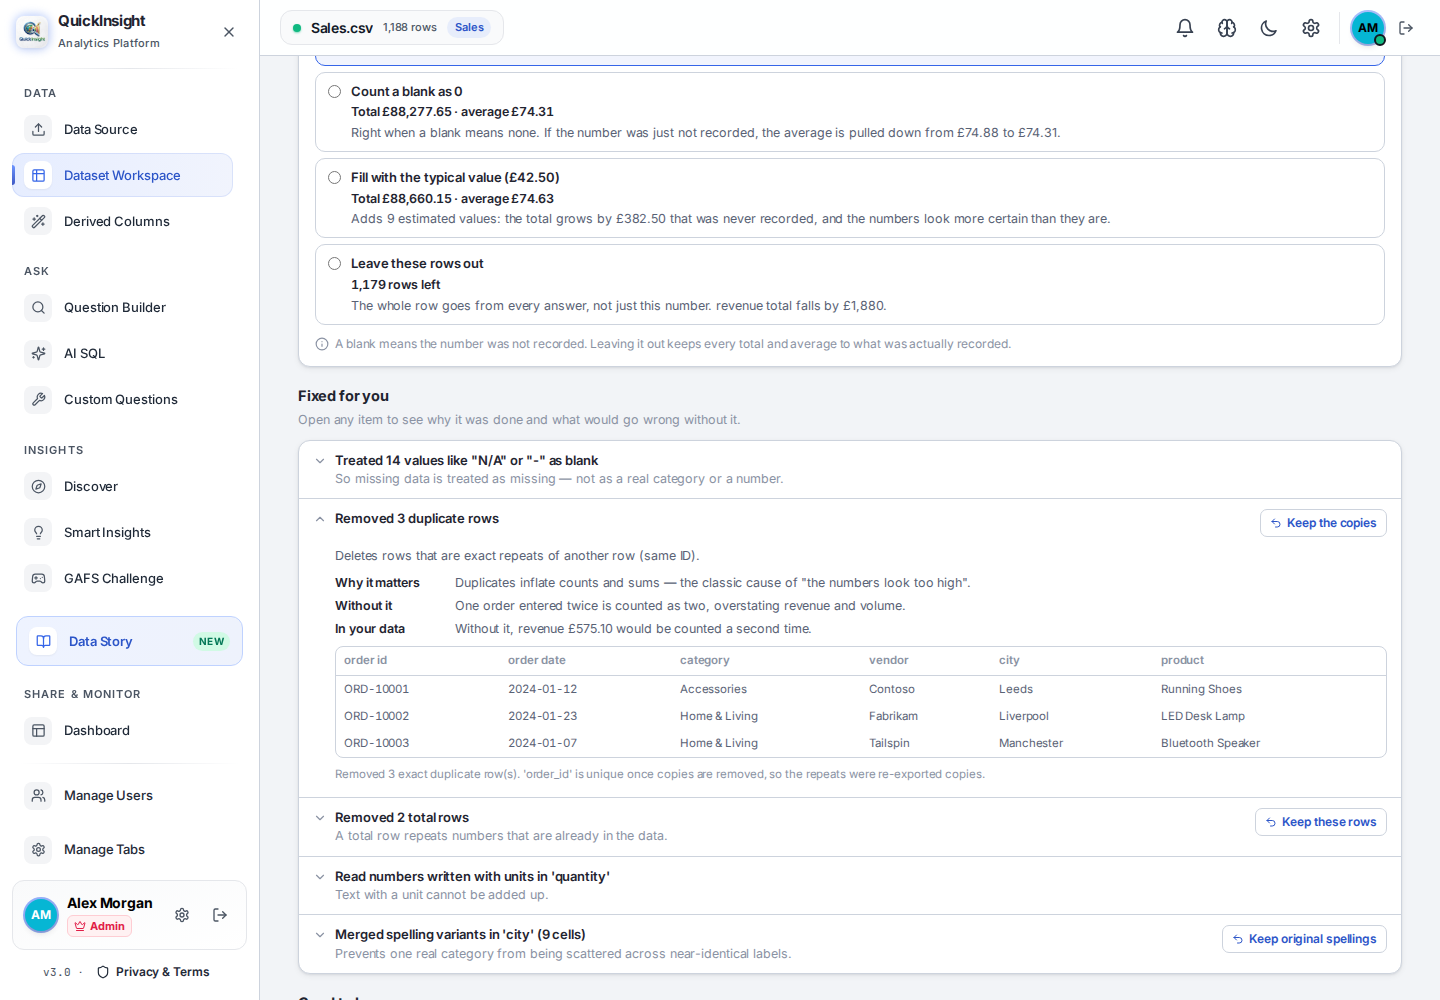 QuickInsight
Analytics Platform
DATA
Data Source
Dataset Workspace
Derived Columns
ASK
Question Builder
AI SQL
Custom Questions
INSIGHTS
Discover
Smart Insights
GAFS Challenge
Data Story NEW
SHARE & MONITOR
Dashboard
Manage Users
Manage Tabs
AM Alex Morgan
Admin
v3.0 · Privacy & Terms
Sales.csv 1,188 rows Sales
AM
Count a blank as 0
Total £88,277.65 · average £74.31
Right when a blank means none. If the number was just not recorded, the average is pulled down from £74.88 to £74.31.
Fill with the typical value (£42.50)
Total £88,660.15 · average £74.63
Adds 9 estimated values: the total grows by £382.50 that was never recorded, and the numbers look more certain than they are.
Leave these rows out
1,179 rows left
The whole row goes from every answer, not just this number. revenue total falls by £1,880.
A blank means the number was not recorded. Leaving it out keeps every total and average to what was actually recorded.
Fixed for you
Open any item to see why it was done and what would go wrong without it.
Treated 14 values like "N/A" or "-" as blank
So missing data is treated as missing — not as a real category or a number.
Removed 3 duplicate rows
Keep the copies
Deletes rows that are exact repeats of another row (same ID).
Why it matters Duplicates inflate counts and sums — the classic cause of "the numbers look too high".
Without it One order entered twice is counted as two, overstating revenue and volume.
In your data Without it, revenue £575.10 would be counted a second time.
order id order date category vendor city product
ORD-10001 2024-01-12 Accessories Contoso Leeds Running Shoes
ORD-10002 2024-01-23 Home & Living Fabrikam Liverpool LED Desk Lamp
ORD-10003 2024-01-07 Home & Living Tailspin Manchester Bluetooth Speaker
Removed 3 exact duplicate row(s). 'order_id' is unique once copies are removed, so the repeats were re-exported copies.
Removed 2 total rows
Keep these rows
A total row repeats numbers that are already in the data.
Read numbers written with units in 'quantity'
Text with a unit cannot be added up.
Merged spelling variants in 'city' (9 cells)
Keep original spellings
Prevents one real category from being scattered across near-identical labels.